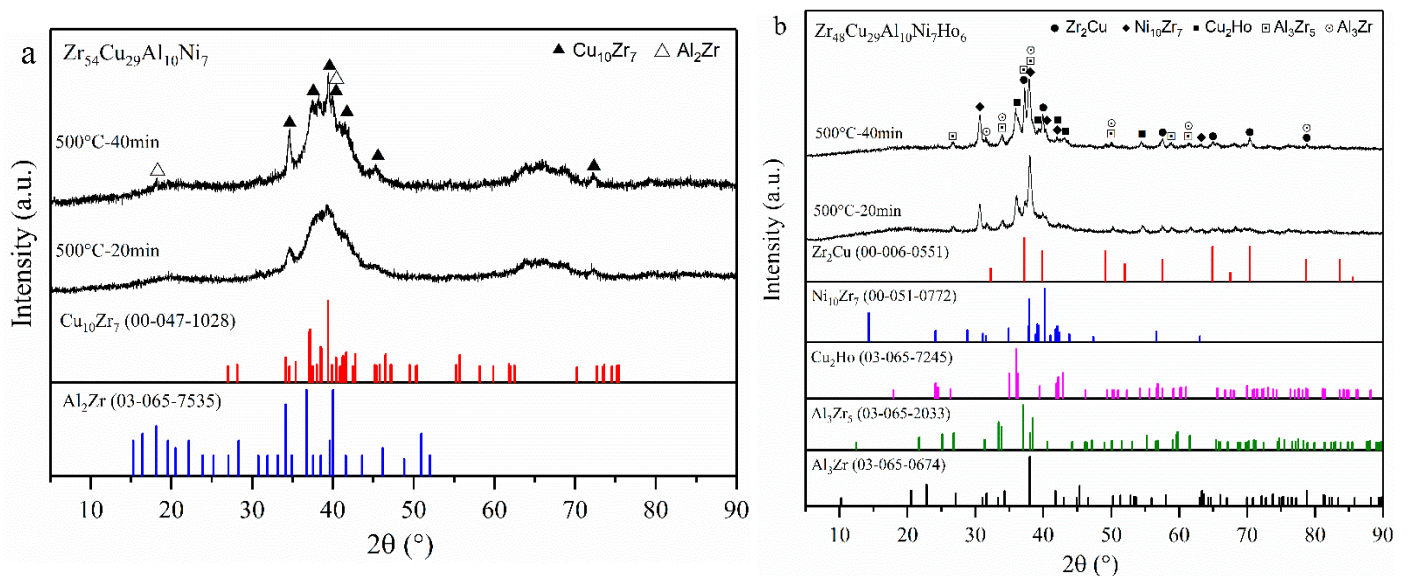 a
Zr₅₄Cu₂₉Al₁₀Ni₇
▲ Cu₁₀Zr₇ △ Al₂Zr
500°C-40min
500°C-20min
Cu₁₀Zr₇ (00-047-1028)
Al₂Zr (03-065-7535)
Intensity (a.u.)
10 20 30 40 50 60 70 80 90
2θ (°)
b
Zr₄₈Cu₂₉Al₁₀Ni₇Ho₆
● Zr₂Cu ◆ Ni₁₀Zr₇ ■ Cu₂Ho ⊡ Al₃Zr₅ ⊙ Al₃Zr
500°C-40min
500°C-20min
Zr₂Cu (00-006-0551)
Ni₁₀Zr₇ (00-051-0772)
Cu₂Ho (03-065-7245)
Al₃Zr₅ (03-065-2033)
Al₃Zr (03-065-0674)
Intensity (a.u.)
10 20 30 40 50 60 70 80 90
2θ (°)